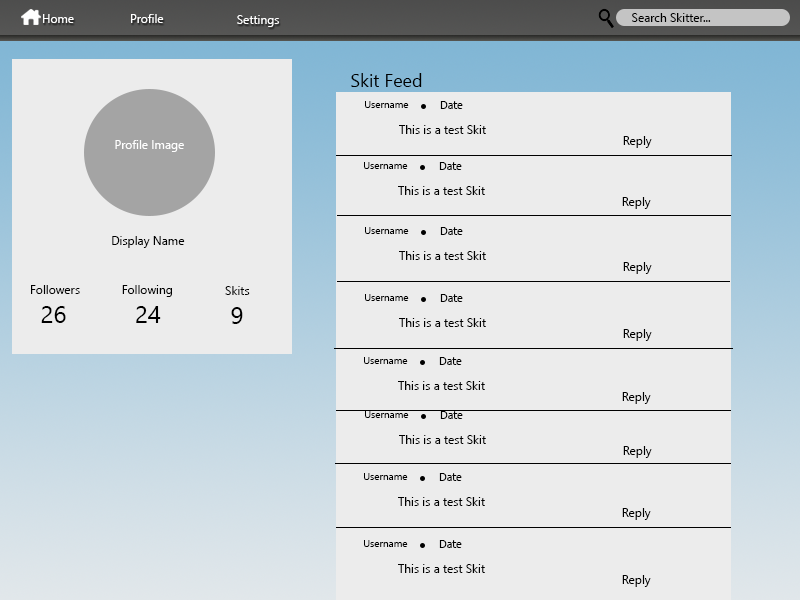 Home Profile Settings Search Skitter...
Profile Image
Display Name
Followers Following Skits
26 24 9
Skit Feed
Username • Date
This is a test Skit
Reply
Username • Date
This is a test Skit
Reply
Username • Date
This is a test Skit
Reply
Username • Date
This is a test Skit
Reply
Username • Date
This is a test Skit
Reply
Username • Date
This is a test Skit
Reply
Username • Date
This is a test Skit
Reply
Username • Date
This is a test Skit
Reply